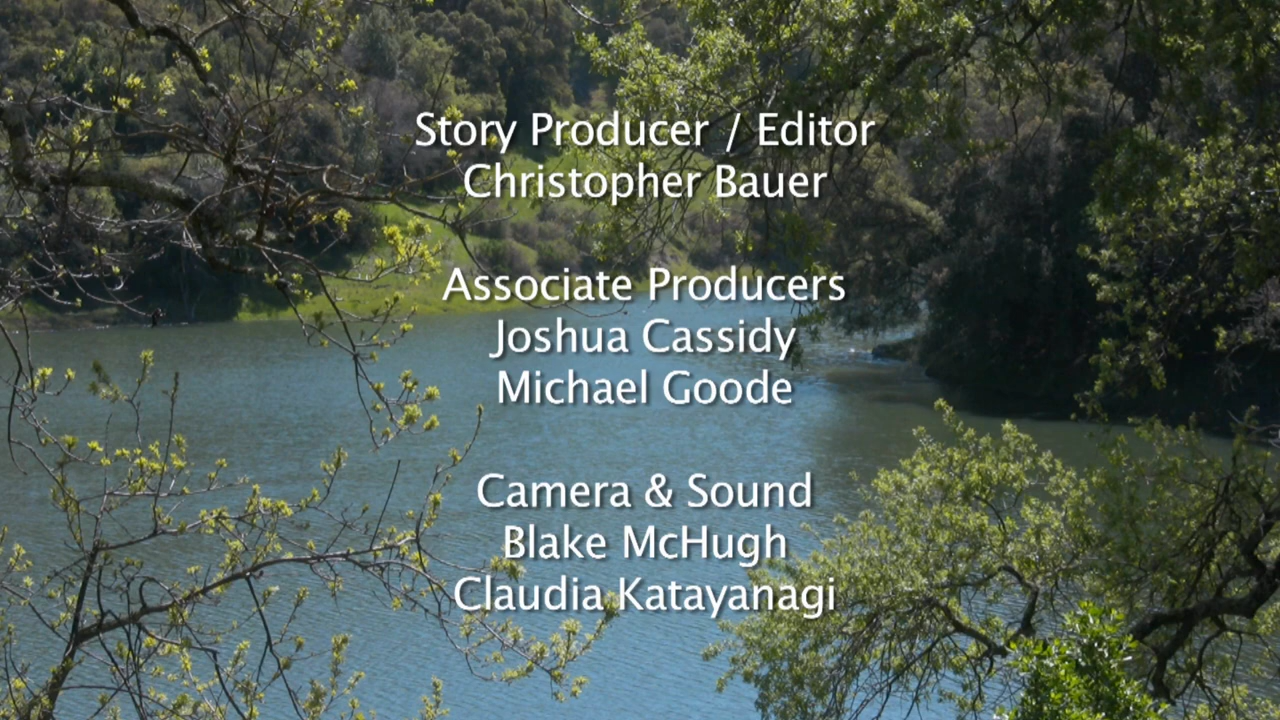 Story Producer / Editor
Christopher Bauer
Associate Producers
Joshua Cassidy
Michael Goode
Camera & Sound
Blake McHugh
Claudia Katayanagi